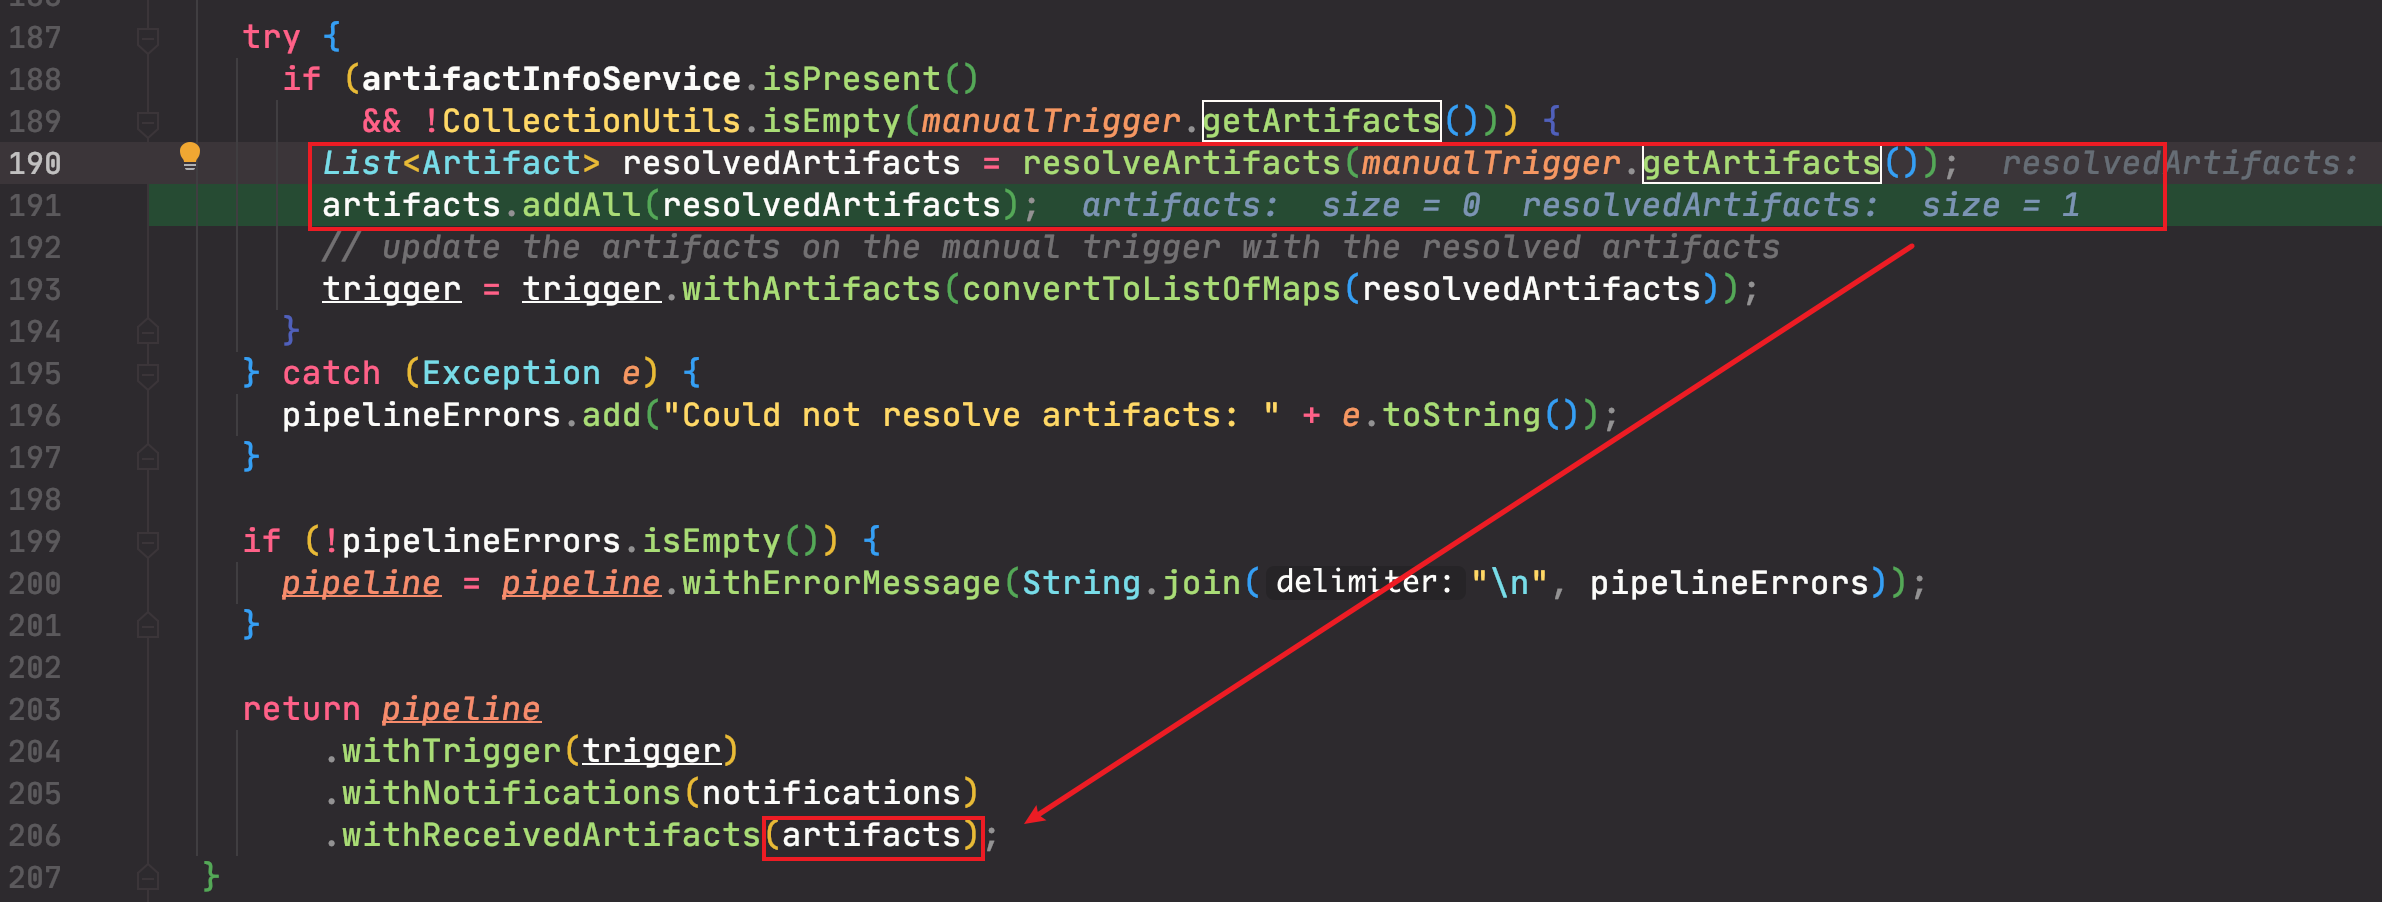 187 try {
188 if (artifactInfoService.isPresent()
189 && !CollectionUtils.isEmpty(manualTrigger.getArtifacts())) {
190 List<Artifact> resolvedArtifacts = resolveArtifacts(manualTrigger.getArtifacts()); resolvedArtifacts:
191 artifacts.addAll(resolvedArtifacts); artifacts: size = 0 resolvedArtifacts: size = 1
192 // update the artifacts on the manual trigger with the resolved artifacts
193 trigger = trigger.withArtifacts(convertToListOfMaps(resolvedArtifacts));
194 }
195 } catch (Exception e) {
196 pipelineErrors.add("Could not resolve artifacts: " + e.toString());
197 }
198
199 if (!pipelineErrors.isEmpty()) {
200 pipeline = pipeline.withErrorMessage(String.join( delimiter: "\n", pipelineErrors));
201 }
202
203 return pipeline
204 .withTrigger(trigger)
205 .withNotifications(notifications)
206 .withReceivedArtifacts(artifacts);
207 }